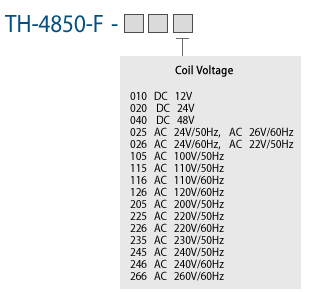 TH-4850-F - □□□
Coil Voltage
010 DC 12V
020 DC 24V
040 DC 48V
025 AC 24V/50Hz, AC 26V/60Hz
026 AC 24V/60Hz, AC 22V/50Hz
105 AC 100V/50Hz
115 AC 110V/50Hz
116 AC 110V/60Hz
126 AC 120V/60Hz
205 AC 200V/50Hz
225 AC 220V/50Hz
226 AC 220V/60Hz
235 AC 230V/50Hz
245 AC 240V/50Hz
246 AC 240V/60Hz
266 AC 260V/60Hz